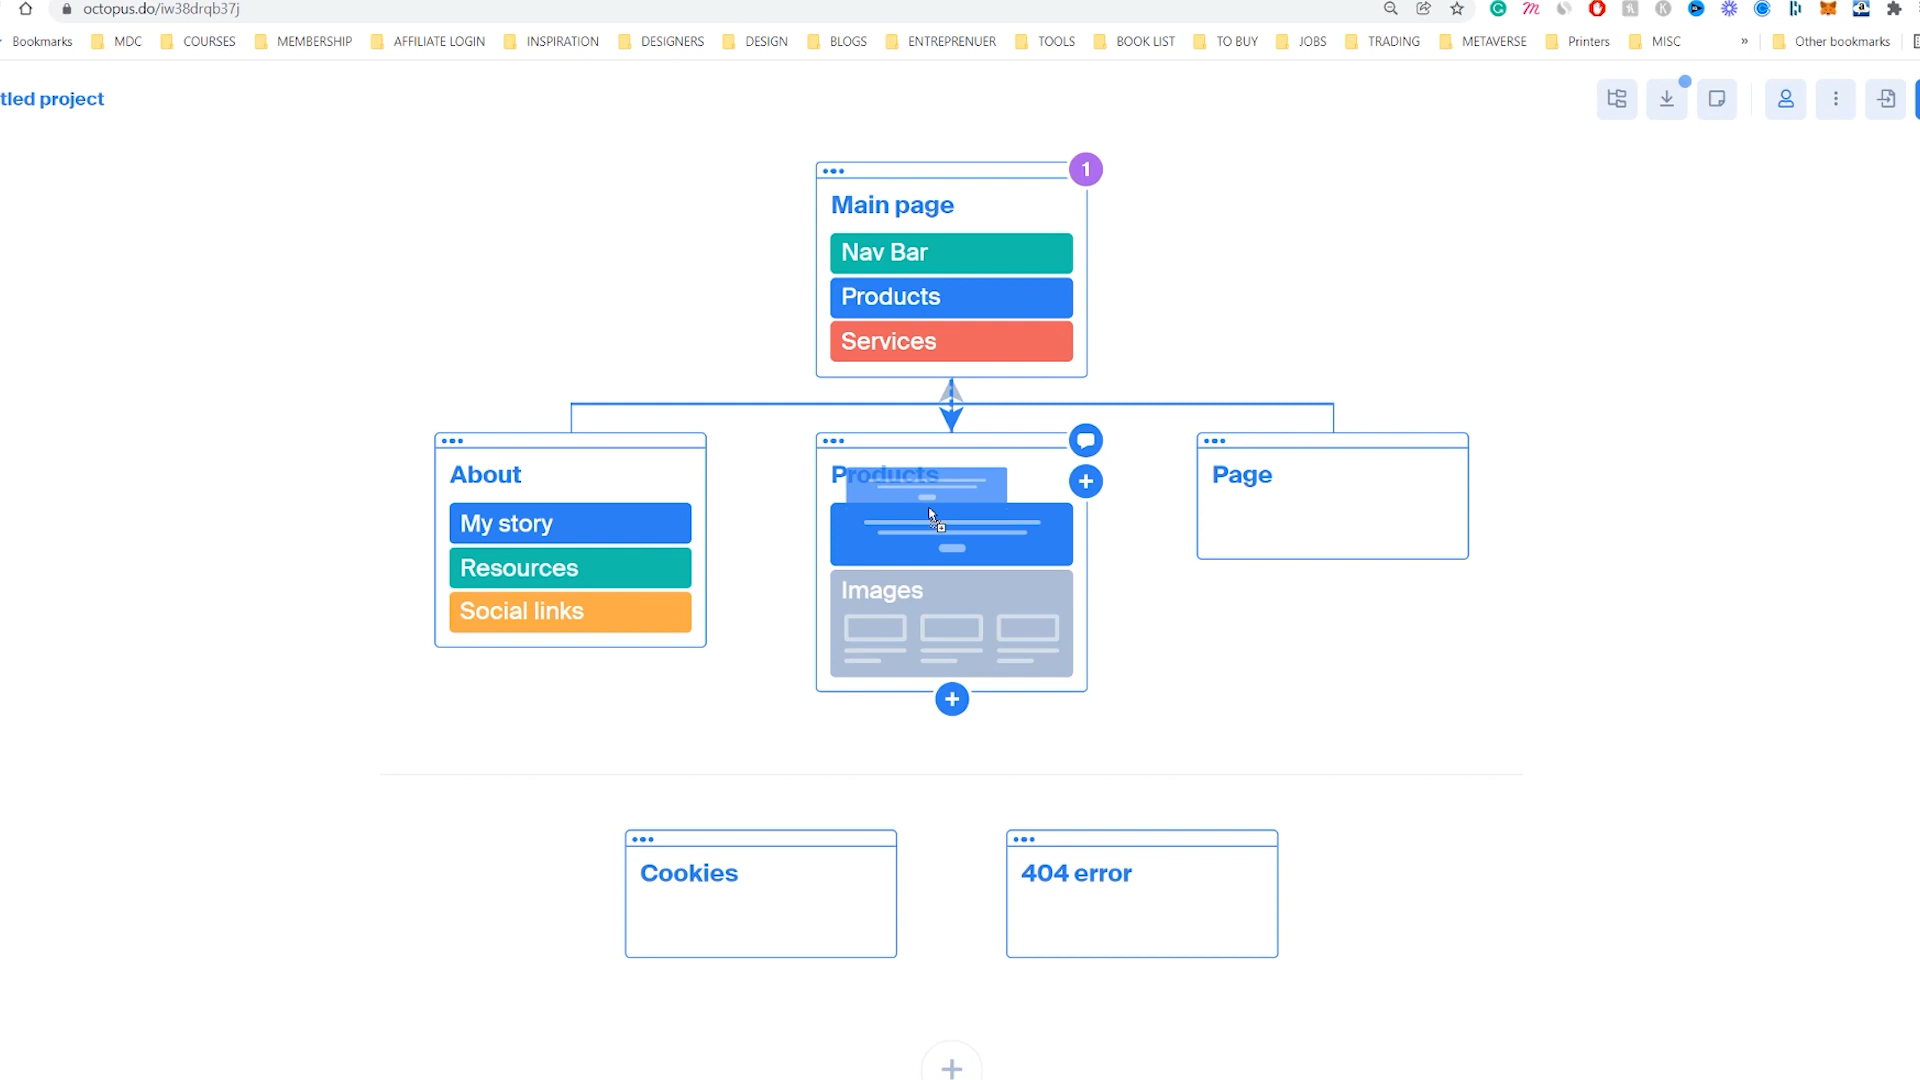 octopus.do/iw38drqb37j
Bookmarks MDC COURSES MEMBERSHIP AFFILIATE LOGIN INSPIRATION DESIGNERS DESIGN BLOGS ENTREPRENUER TOOLS BOOK LIST TO BUY JOBS TRADING METAVERSE Printers MISC » Other bookmarks
tled project
1
Main page
Nav Bar
Products
Services
About
My story
Resources
Social links
Products
Images
Page
Cookies
404 error